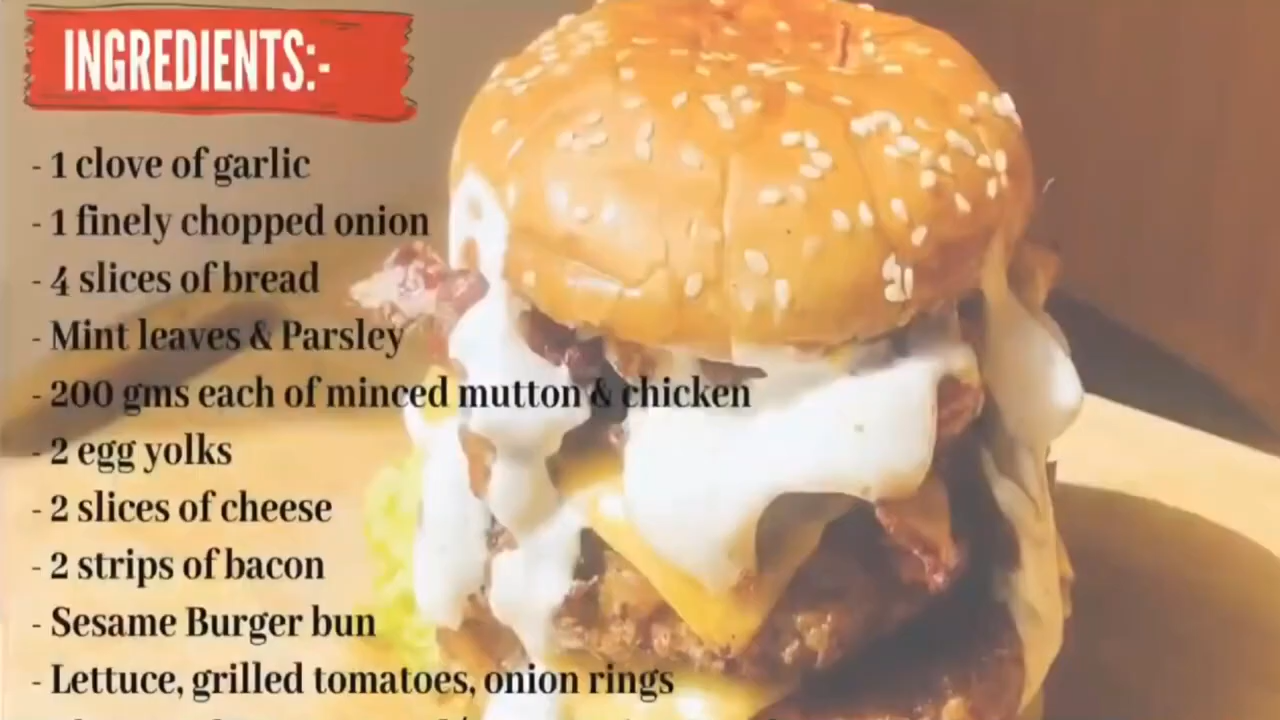 INGREDIENTS:-
- 1 clove of garlic
- 1 finely chopped onion
- 4 slices of bread
- Mint leaves & Parsley
- 200 gms each of minced mutton & chicken
- 2 egg yolks
- 2 slices of cheese
- 2 strips of bacon
- Sesame Burger bun
- Lettuce, grilled tomatoes, onion rings